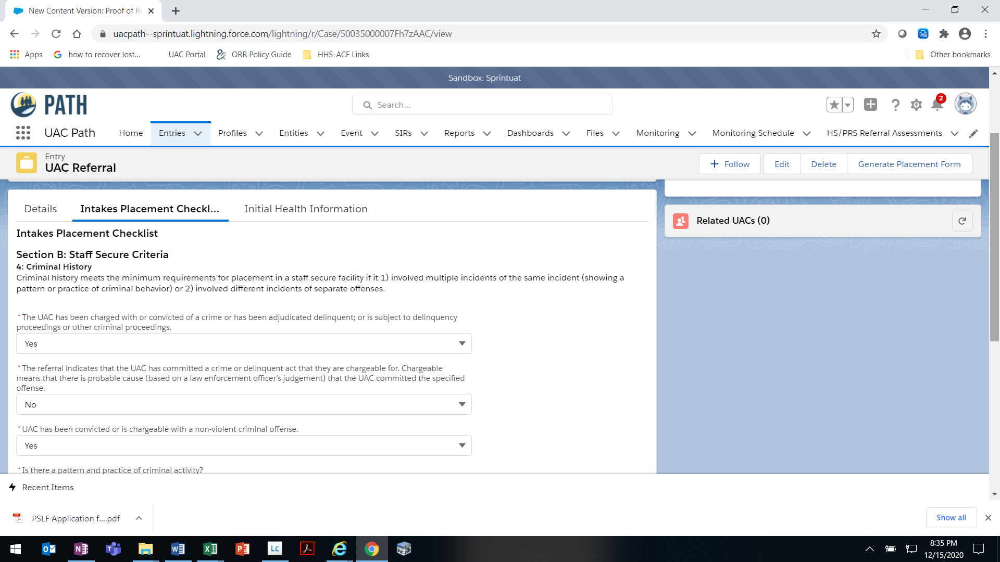 New Content Version: Proof of Re
uacpath--sprintuat.lightning.force.com/lightning/r/Case/50035000007Fh7zAAC/view
Apps how to recover lost... UAC Portal ORR Policy Guide HHS-ACF Links Other bookmarks
Sandbox: Sprintuat
PATH Search... 2
UAC Path Home Entries Profiles Entities Event SIRs Reports Dashboards Files Monitoring Monitoring Schedule HS/PRS Referral Assessments
Entry
UAC Referral
Follow Edit Delete Generate Placement Form
Details Intakes Placement Checkl... Initial Health Information
Related UACs (0)
Intakes Placement Checklist
Section B: Staff Secure Criteria
4: Criminal History
Criminal history meets the minimum requirements for placement in a staff secure facility if it 1) involved multiple incidents of the same incident (showing a
pattern or practice of criminal behavior) or 2) involved different incidents of separate offenses.
*The UAC has been charged with or convicted of a crime or has been adjudicated delinquent; or is subject to delinquency
proceedings or other criminal proceedings.
Yes
*The referral indicates that the UAC has committed a crime or delinquent act that they are chargeable for. Chargeable
means that there is probable cause (based on a law enforcement officer's judgement) that the UAC committed the specified
offense.
No
*UAC has been convicted or is chargeable with a non-violent criminal offense.
Yes
*Is there a pattern and practice of criminal activity?
Recent Items
PSLF Application f....pdf Show all
Lc
8:35 PM
12/15/2020